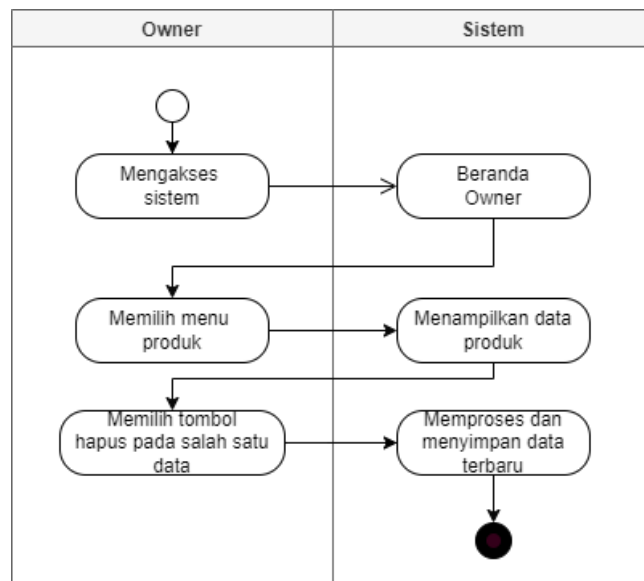 Owner
Sistem
Mengakses
sistem
Beranda
Owner
Memilih menu
produk
Menampilkan data
produk
Memilih tombol
hapus pada salah satu
data
Memproses dan
menyimpan data
terbaru